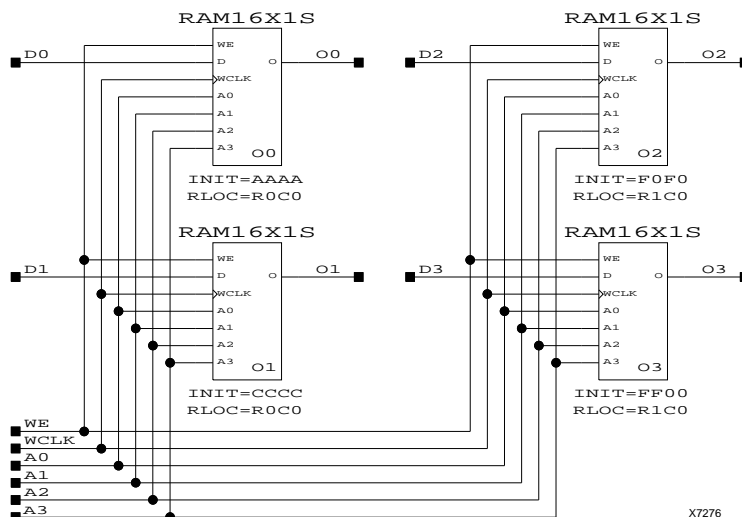 RAM16X1S
D0
WE
D
WCLK
A0
A1
A2
A3
O
O0
O0
INIT=AAAA
RLOC=R0C0
RAM16X1S
D2
WE
D
WCLK
A0
A1
A2
A3
O
O2
O2
INIT=F0F0
RLOC=R1C0
RAM16X1S
D1
WE
D
WCLK
A0
A1
A2
A3
O
O1
O1
INIT=CCCC
RLOC=R0C0
RAM16X1S
D3
WE
D
WCLK
A0
A1
A2
A3
O
O3
O3
INIT=FF00
RLOC=R1C0
WE
WCLK
A0
A1
A2
A3
X7276